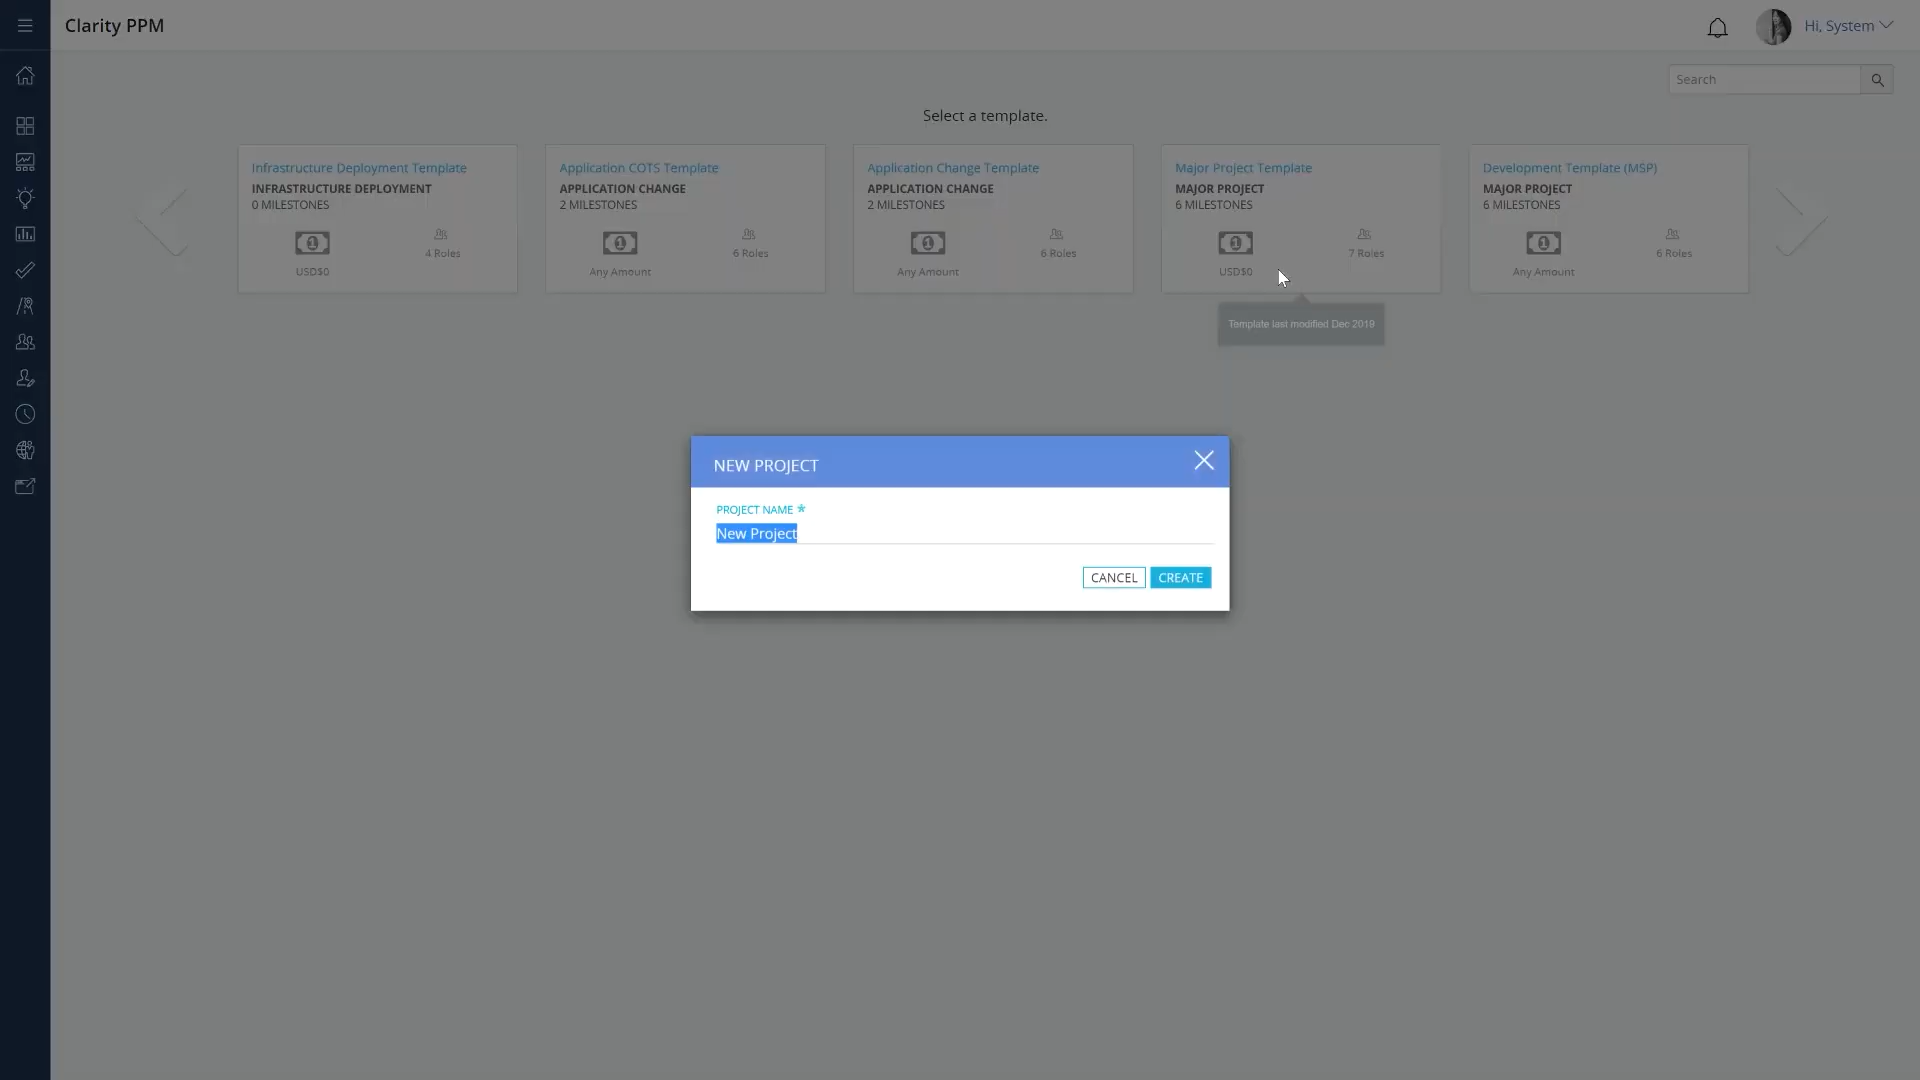 Clarity PPM
Hi, System
Search
Select a template.
Infrastructure Deployment Template
INFRASTRUCTURE DEPLOYMENT
0 MILESTONES
4 Roles
USD$0
Application COTS Template
APPLICATION CHANGE
2 MILESTONES
6 Roles
Any Amount
Application Change Template
APPLICATION CHANGE
2 MILESTONES
6 Roles
Any Amount
Major Project Template
MAJOR PROJECT
6 MILESTONES
7 Roles
USD$0
Development Template (MSP)
MAJOR PROJECT
6 MILESTONES
6 Roles
Any Amount
Template last modified Dec 2019
NEW PROJECT
PROJECT NAME *
New Project
CANCEL
CREATE